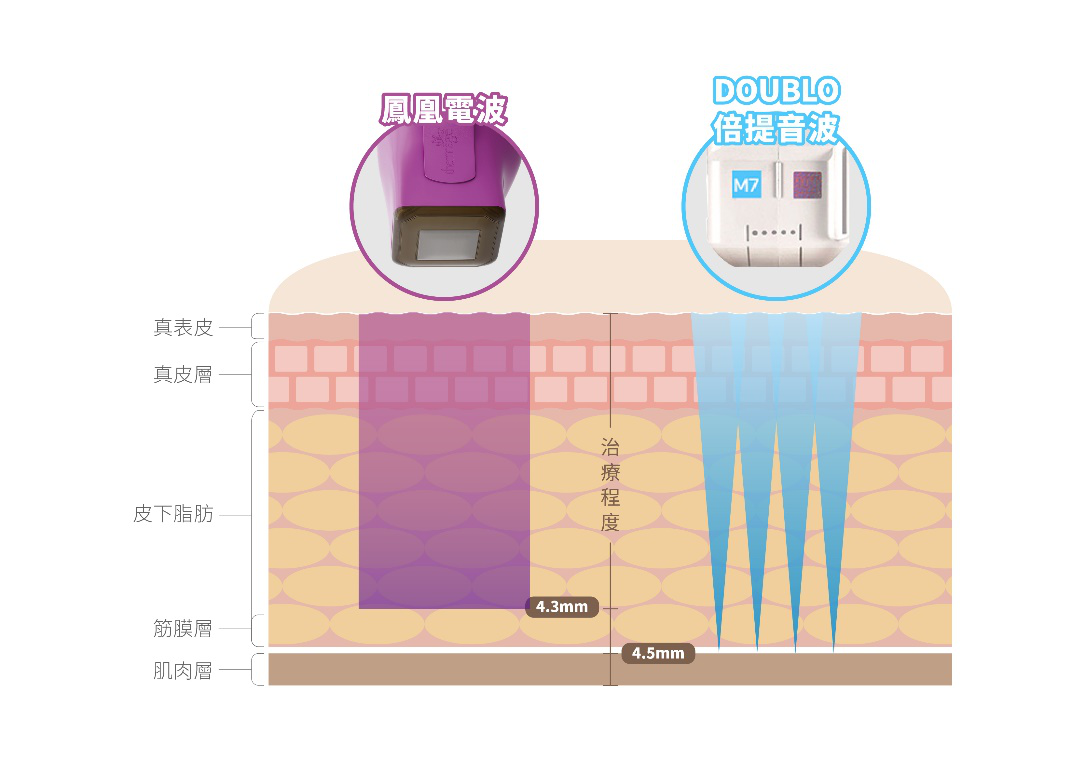 鳳凰電波
DOUBLO
倍提音波
M7
真表皮
真皮層
皮下脂肪
筋膜層
肌肉層
治療程度
4.3mm
4.5mm